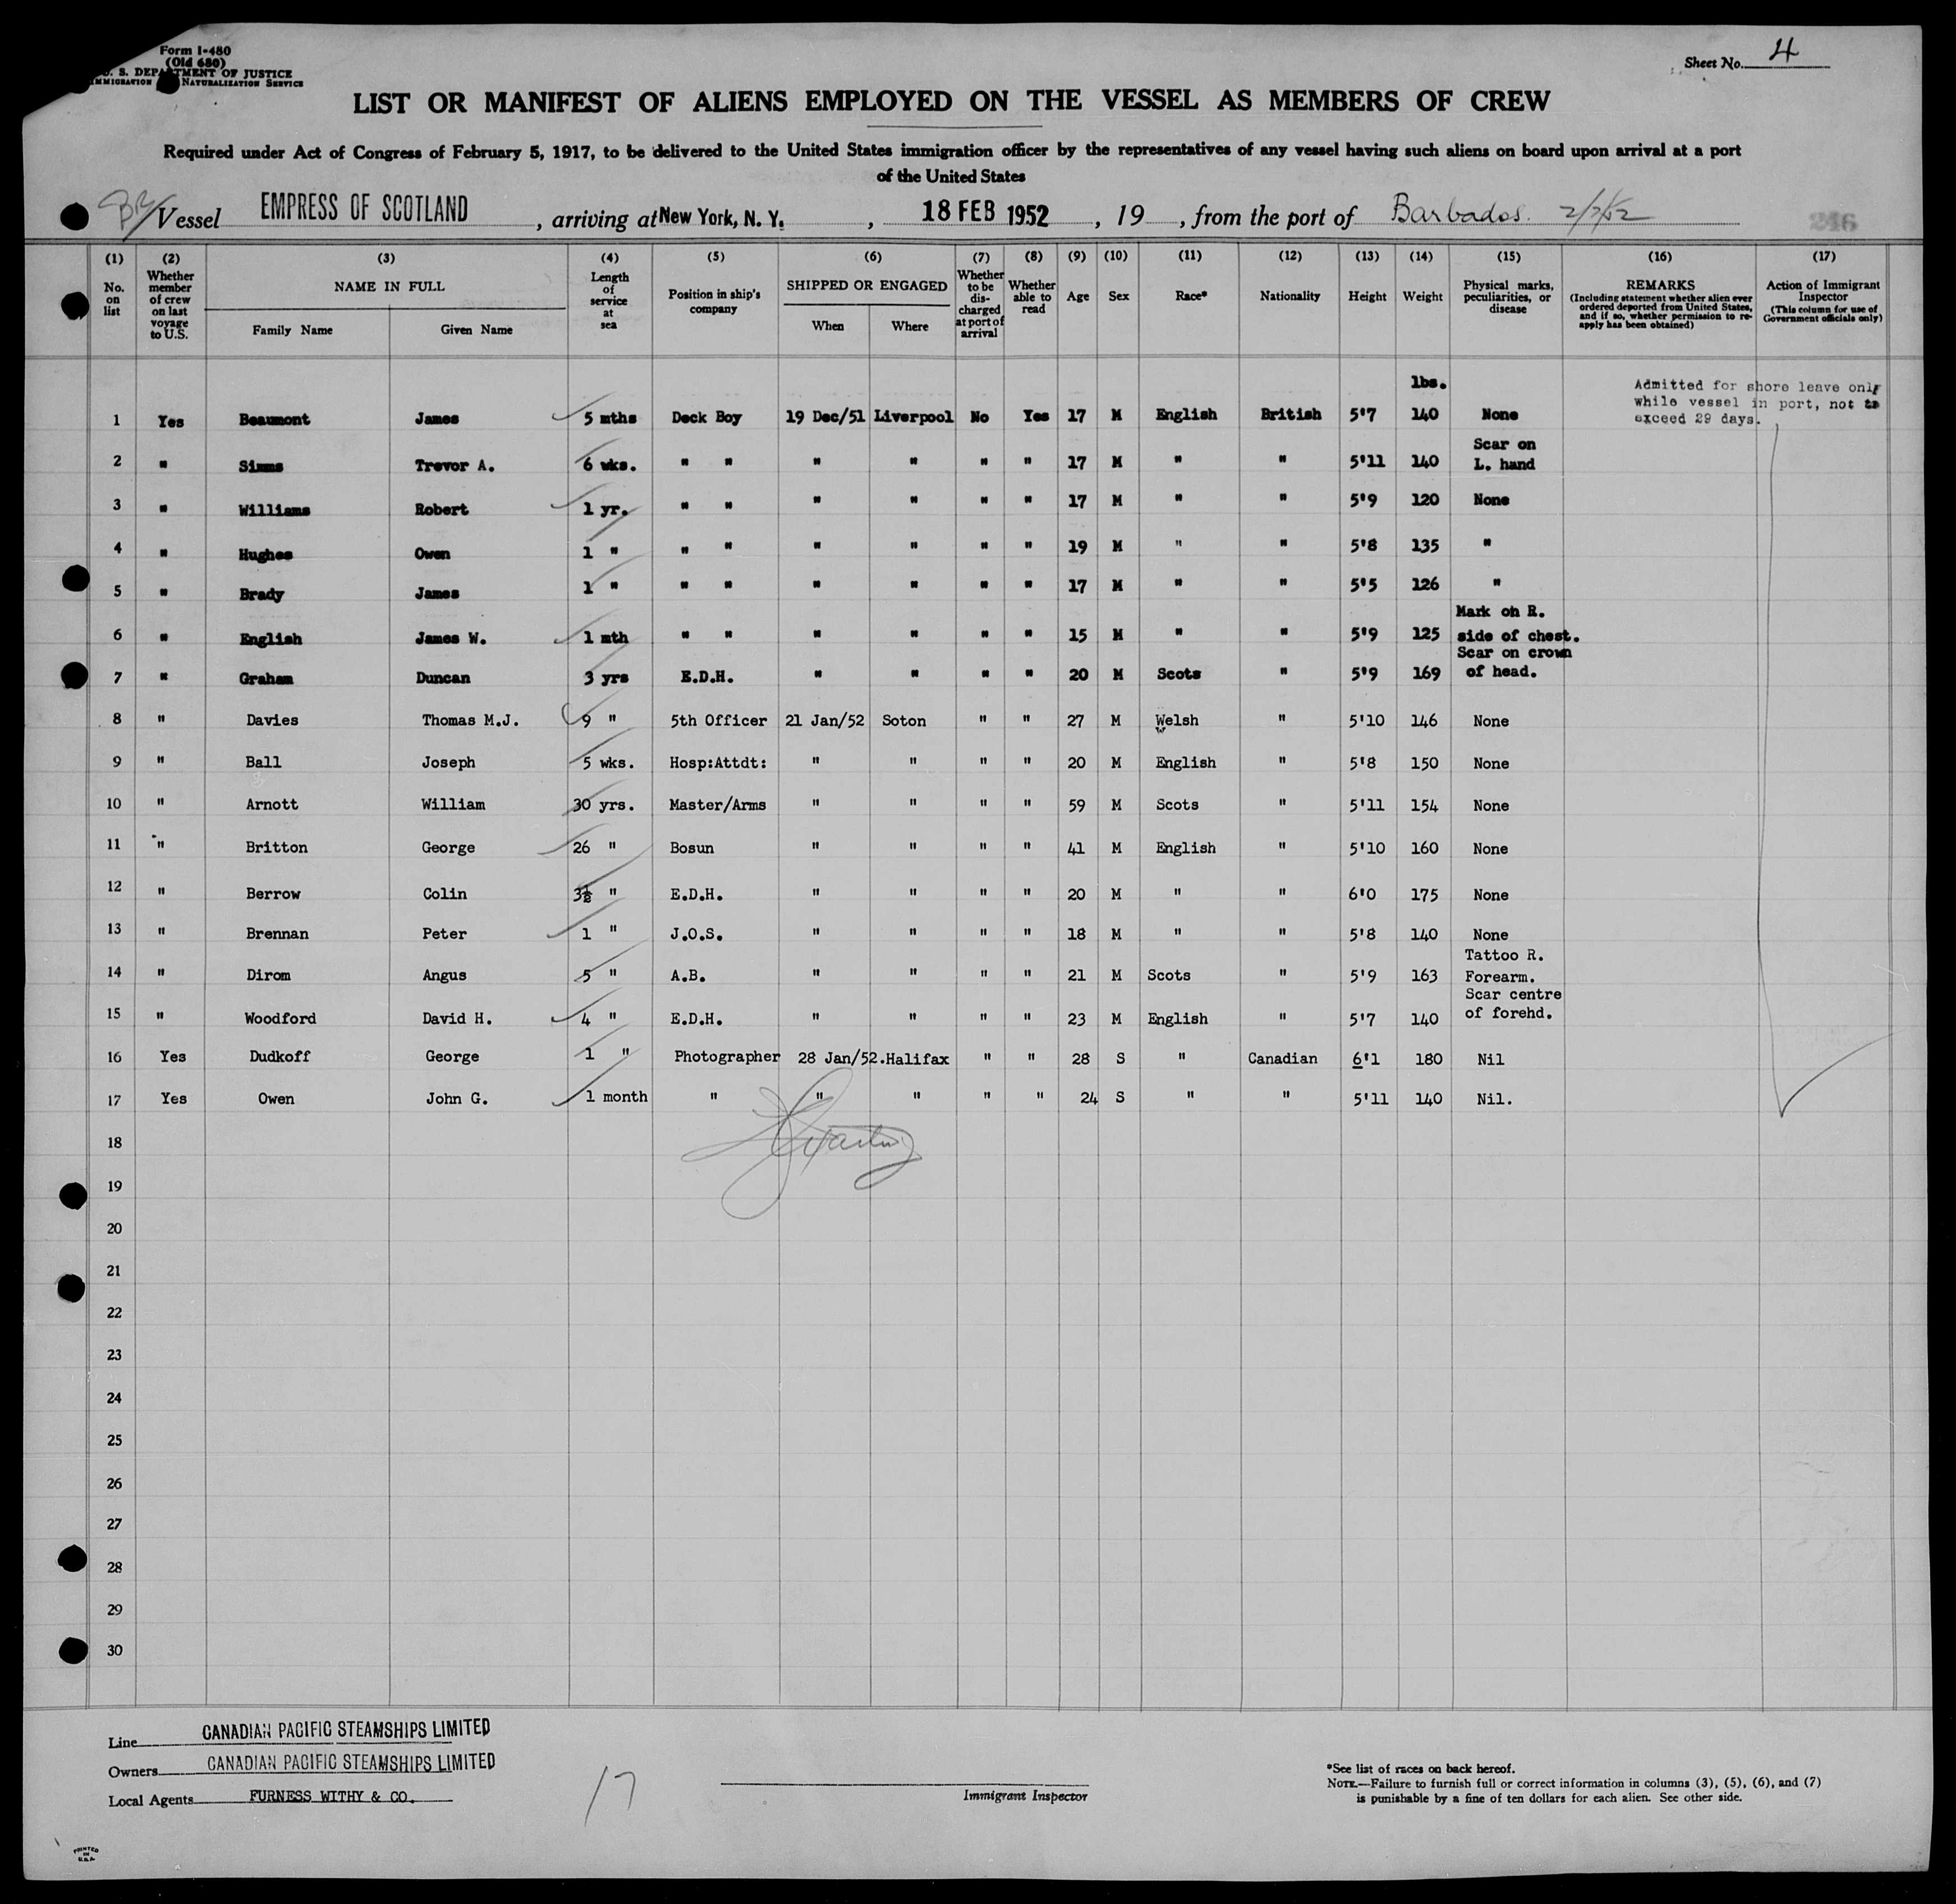 Form I-480
(Old 680)
U. S. DEPARTMENT OF JUSTICE
IMMIGRATION NATURALIZATION SERVICE
Sheet No. 4
LIST OR MANIFEST OF ALIENS EMPLOYED ON THE VESSEL AS MEMBERS OF CREW
Required under Act of Congress of February 5, 1917, to be delivered to the United States immigration officer by the representatives of any vessel having such aliens on board upon arrival at a port
of the United States
Vessel EMPRESS OF SCOTLAND, arriving at New York, N. Y., 18 FEB 1952, 19, from the port of Barbados. 2/2/52
246
(1) (2) (3) (4) (5) (6) (7) (8) (9) (10) (11) (12) (13) (14) (15) (16) (17)
No. on list
Whether member of crew on last voyage to U.S.
NAME IN FULL
Family Name Given Name
Length of service at sea
Position in ship's company
SHIPPED OR ENGAGED
When Where
Whether to be discharged at port of arrival
Whether able to read
Age Sex Race* Nationality Height Weight
Physical marks, peculiarities, or disease
REMARKS
(Including statement whether alien ever ordered deported from United States, and if so, whether permission to re-apply has been obtained)
Action of Immigrant Inspector
(This column for use of Government officials only)
lbs.
Admitted for shore leave only
while vessel in port, not to
exceed 29 days.
1 Yes Beaumont James 5 mths Deck Boy 19 Dec/51 Liverpool No Yes 17 M English British 5'7 140 None
2 " Simms Trevor A. 6 wks. " " " " " " 17 M " " 5'11 140 Scar on L. hand
3 " Williams Robert 1 yr. " " " " " " 17 M " " 5'9 120 None
4 " Hughes Owen 1 " " " " " " " 19 M " " 5'8 135 "
5 " Brady James 1 " " " " " " " 17 M " " 5'5 126 "
6 " English James W. 1 mth " " " " " " 15 M " " 5'9 125 Mark on R. side of chest.
7 " Graham Duncan 3 yrs E.D.H. " " " " 20 M Scots " 5'9 169 Scar on crown of head.
8 " Davies Thomas M.J. 9 " 5th Officer 21 Jan/52 Soton " " 27 M Welsh " 5'10 146 None
9 " Ball Joseph 5 wks. Hosp:Attdt: " " " " 20 M English " 5'8 150 None
10 " Arnott William 30 yrs. Master/Arms " " " " 59 M Scots " 5'11 154 None
11 " Britton George 26 " Bosun " " " " 41 M English " 5'10 160 None
12 " Berrow Colin 3½ " E.D.H. " " " " 20 M " " 6'0 175 None
13 " Brennan Peter 1 " J.O.S. " " " " 18 M " " 5'8 140 None
14 " Dirom Angus 5 " A.B. " " " " 21 M Scots " 5'9 163 Tattoo R. Forearm.
15 " Woodford David H. 4 " E.D.H. " " " " 23 M English " 5'7 140 Scar centre of forehd.
16 Yes Dudkoff George 1 " Photographer 28 Jan/52. Halifax " " 28 S " Canadian 6'1 180 Nil
17 Yes Owen John G. 1 month " " " " " 24 S " " 5'11 140 Nil.
18
19
20
21
22
23
24
25
26
27
28
29
30
Line CANADIAN PACIFIC STEAMSHIPS LIMITED
Owners CANADIAN PACIFIC STEAMSHIPS LIMITED
Local Agents FURNESS WITHY & CO.
17
Immigrant Inspector
*See list of races on back hereof.
NOTE.—Failure to furnish full or correct information in columns (3), (5), (6), and (7)
is punishable by a fine of ten dollars for each alien. See other side.
PRINTED
IN
U.S.A.